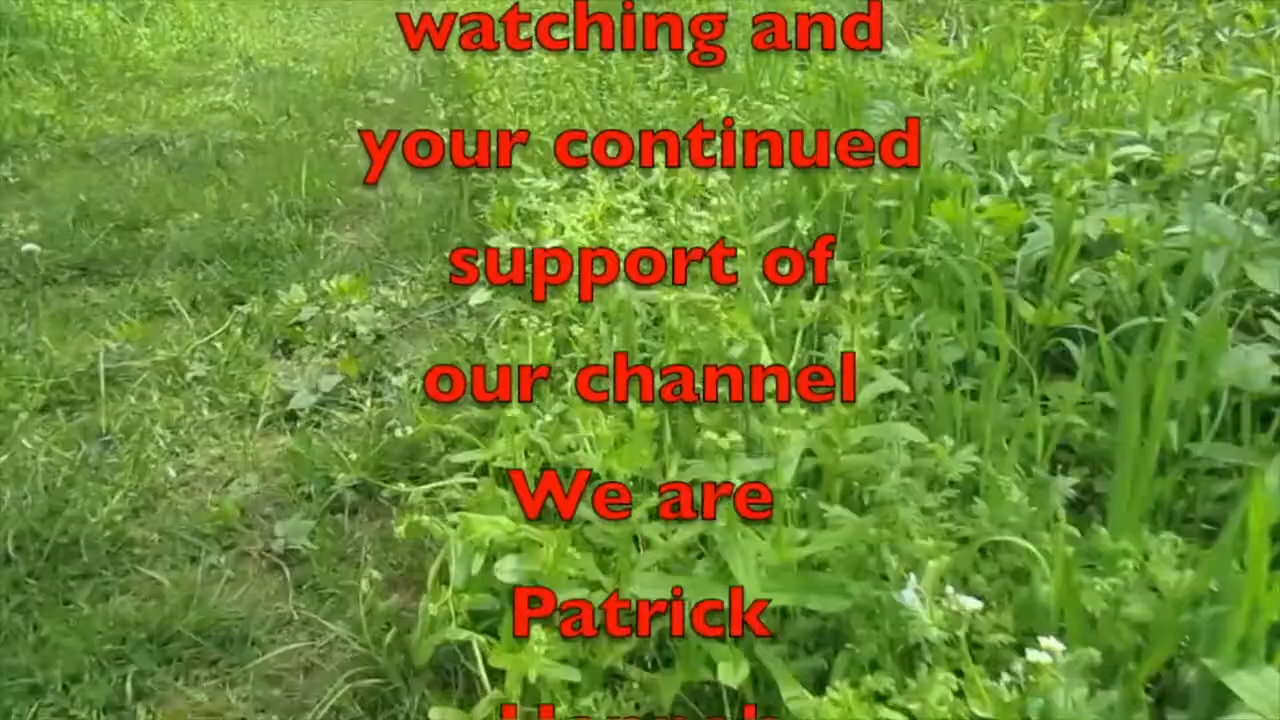 watching and
your continued
support of
our channel
We are
Patrick